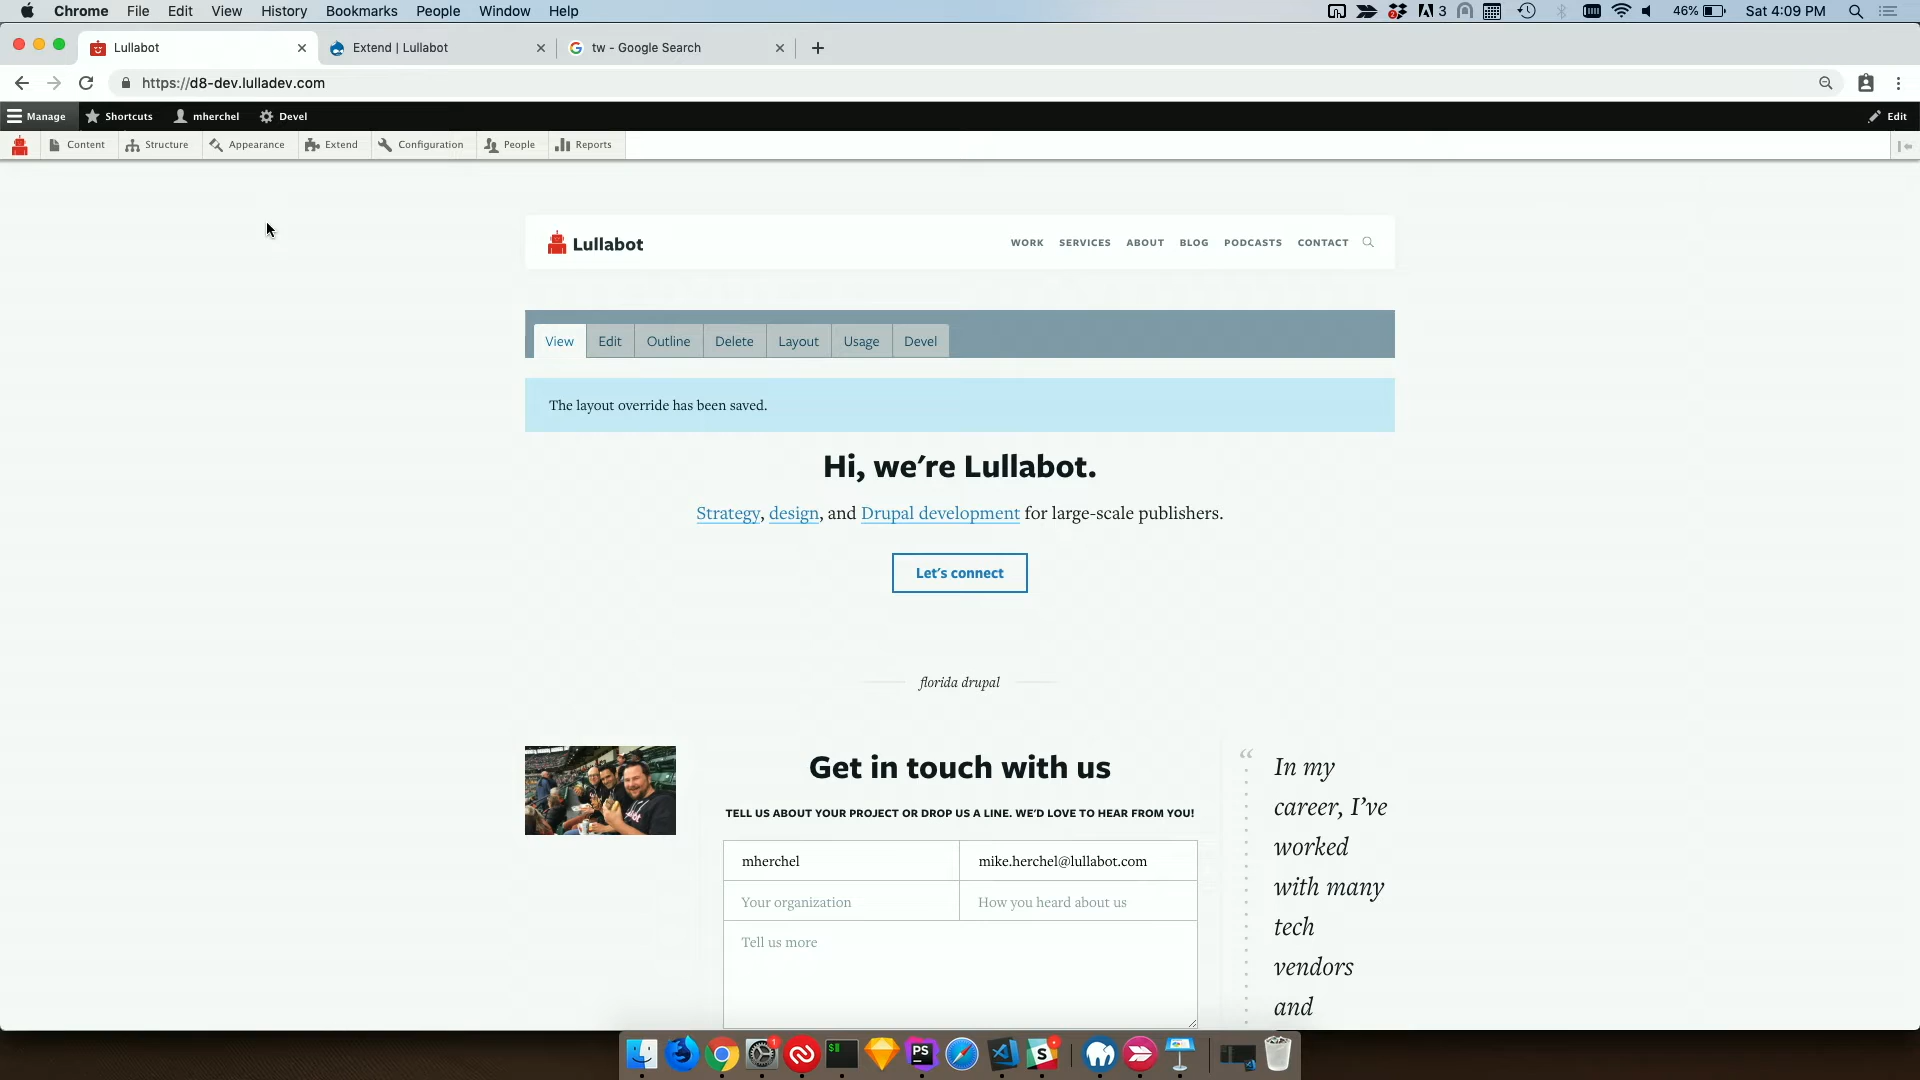 Chrome File Edit View History Bookmarks People Window Help
2 3 46% Sat 4:09 PM
Lullabot
Extend | Lullabot
G tw - Google Search
https://d8-dev.lulladev.com
Manage Shortcuts mherchel Devel Edit
Content Structure Appearance Extend Configuration People Reports
Lullabot
WORK SERVICES ABOUT BLOG PODCASTS CONTACT
View Edit Outline Delete Layout Usage Devel
The layout override has been saved.
Hi, we’re Lullabot.
Strategy, design, and Drupal development for large-scale publishers.
Let’s connect
florida drupal
Get in touch with us
TELL US ABOUT YOUR PROJECT OR DROP US A LINE. WE’D LOVE TO HEAR FROM YOU!
mherchel
mike.herchel@lullabot.com
Your organization
How you heard about us
Tell us more
“ In my
career, I’ve
worked
with many
tech
vendors
and
1 $ PS S